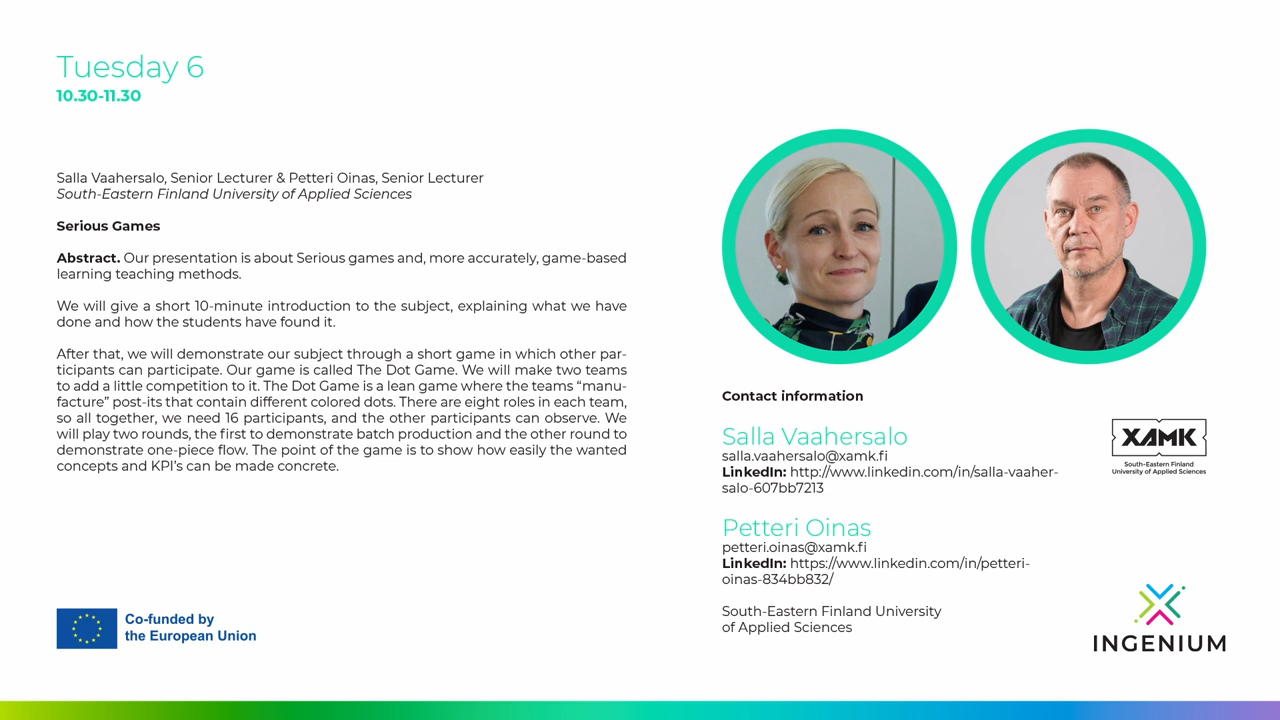 Tuesday 6
10.30-11.30
Salla Vaahersalo, Senior Lecturer & Petteri Oinas, Senior Lecturer
South-Eastern Finland University of Applied Sciences
Serious Games
Abstract. Our presentation is about Serious games and, more accurately, game-based
learning teaching methods.
We will give a short 10-minute introduction to the subject, explaining what we have
done and how the students have found it.
After that, we will demonstrate our subject through a short game in which other par-
ticipants can participate. Our game is called The Dot Game. We will make two teams
to add a little competition to it. The Dot Game is a lean game where the teams “manu-
facture” post-its that contain different colored dots. There are eight roles in each team,
so all together, we need 16 participants, and the other participants can observe. We
will play two rounds, the first to demonstrate batch production and the other round to
demonstrate one-piece flow. The point of the game is to show how easily the wanted
concepts and KPI’s can be made concrete.
Co-funded by
the European Union
Contact information
Salla Vaahersalo
salla.vaahersalo@xamk.fi
LinkedIn: http://www.linkedin.com/in/salla-vaaher-
salo-607bb7213
Petteri Oinas
petteri.oinas@xamk.fi
LinkedIn: https://www.linkedin.com/in/petteri-
oinas-834bb832/
South-Eastern Finland University
of Applied Sciences
XAMK
South-Eastern Finland
University of Applied Sciences
INGENIUM